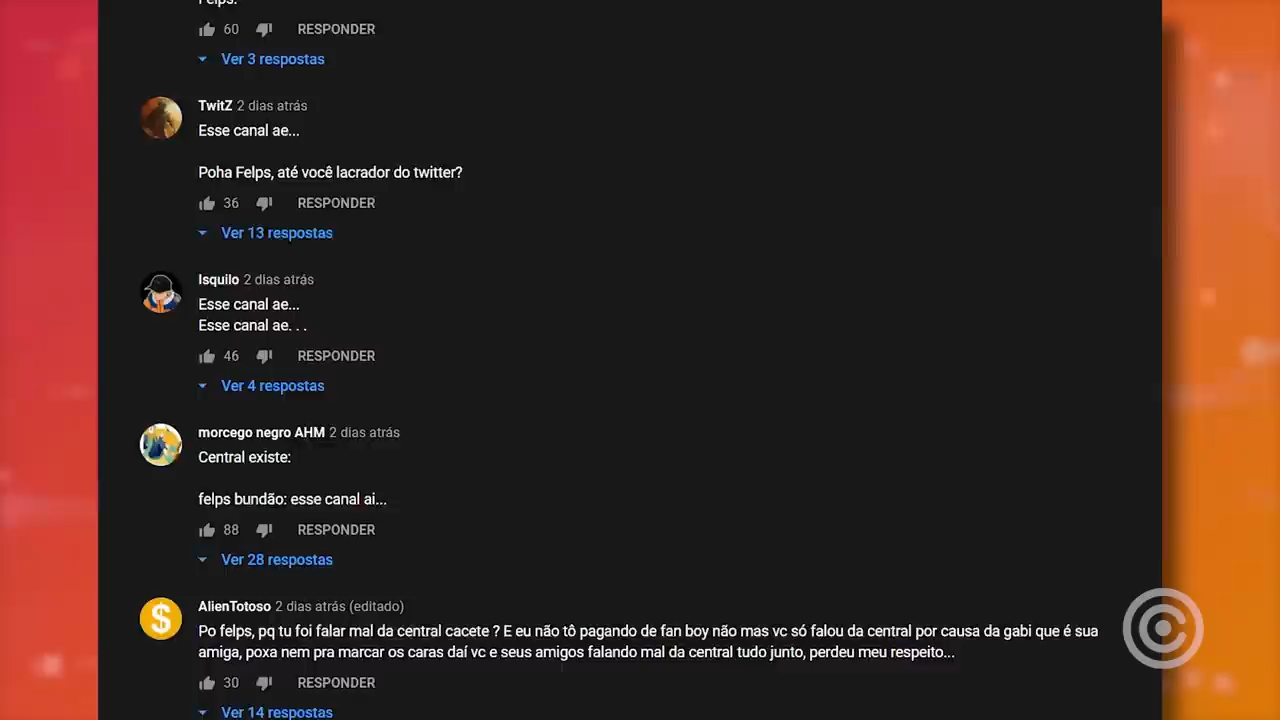 Felps.
60 RESPONDER
Ver 3 respostas
TwitZ 2 dias atrás
Esse canal ae...
Poha Felps, até você lacrador do twitter?
36 RESPONDER
Ver 13 respostas
Isquilo 2 dias atrás
Esse canal ae...
Esse canal ae. . .
46 RESPONDER
Ver 4 respostas
morcego negro AHM 2 dias atrás
Central existe:
felps bundão: esse canal ai...
88 RESPONDER
Ver 28 respostas
$
AlienTotoso 2 dias atrás (editado)
Po felps, pq tu foi falar mal da central cacete ? E eu não tô pagando de fan boy não mas vc só falou da central por causa da gabi que é sua
amiga, poxa nem pra marcar os caras daí vc e seus amigos falando mal da central tudo junto, perdeu meu respeito...
30 RESPONDER
Ver 14 respostas